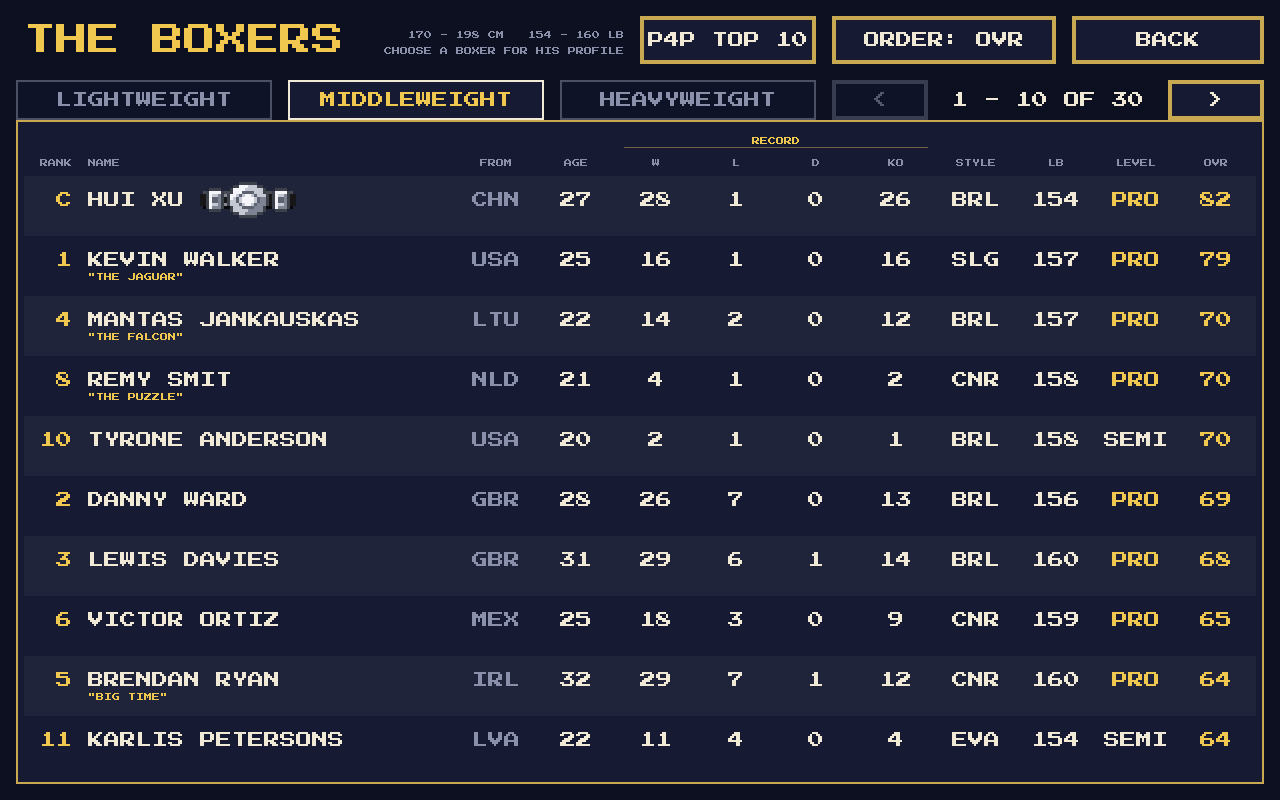 THE BOXERS
170 - 198 CM 154 - 160 LB
CHOOSE A BOXER FOR HIS PROFILE
P4P TOP 10
ORDER: OVR
BACK
LIGHTWEIGHT
MIDDLEWEIGHT
HEAVYWEIGHT
<
1 - 10 OF 30
>
RECORD
RANK NAME FROM AGE W L D KO STYLE LB LEVEL OVR
C HUI XU CHN 27 28 1 0 26 BRL 154 PRO 82
1 KEVIN WALKER USA 25 16 1 0 16 SLG 157 PRO 79
"THE JAGUAR"
4 MANTAS JANKAUSKAS LTU 22 14 2 0 12 BRL 157 PRO 70
"THE FALCON"
8 REMY SMIT NLD 21 4 1 0 2 CNR 158 PRO 70
"THE PUZZLE"
10 TYRONE ANDERSON USA 20 2 1 0 1 BRL 158 SEMI 70
2 DANNY WARD GBR 28 26 7 0 13 BRL 156 PRO 69
3 LEWIS DAVIES GBR 31 29 6 1 14 BRL 160 PRO 68
6 VICTOR ORTIZ MEX 25 18 3 0 9 CNR 159 PRO 65
5 BRENDAN RYAN IRL 32 29 7 1 12 CNR 160 PRO 64
"BIG TIME"
11 KARLIS PETERSONS LVA 22 11 4 0 4 EVA 154 SEMI 64